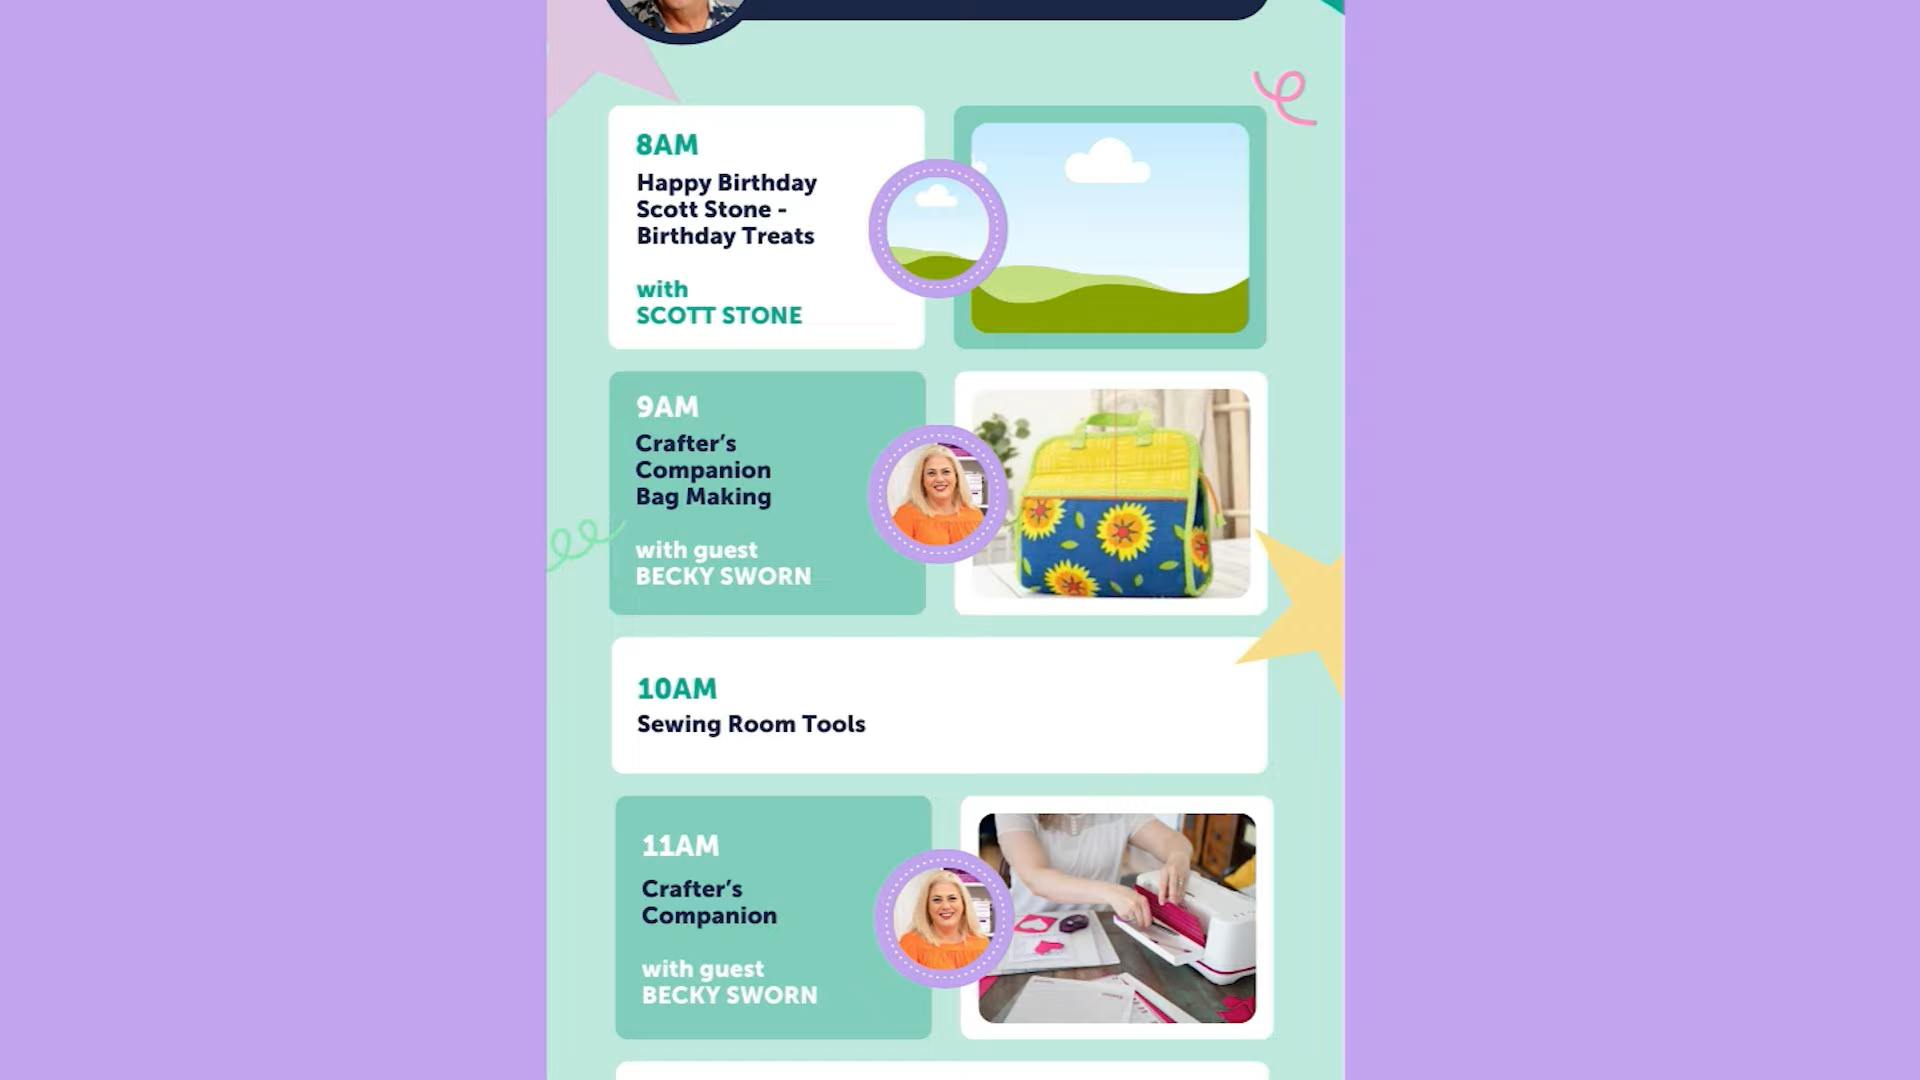 8AM
Happy Birthday
Scott Stone -
Birthday Treats
with
SCOTT STONE
9AM
Crafter’s
Companion
Bag Making
with guest
BECKY SWORN
10AM
Sewing Room Tools
11AM
Crafter’s
Companion
with guest
BECKY SWORN